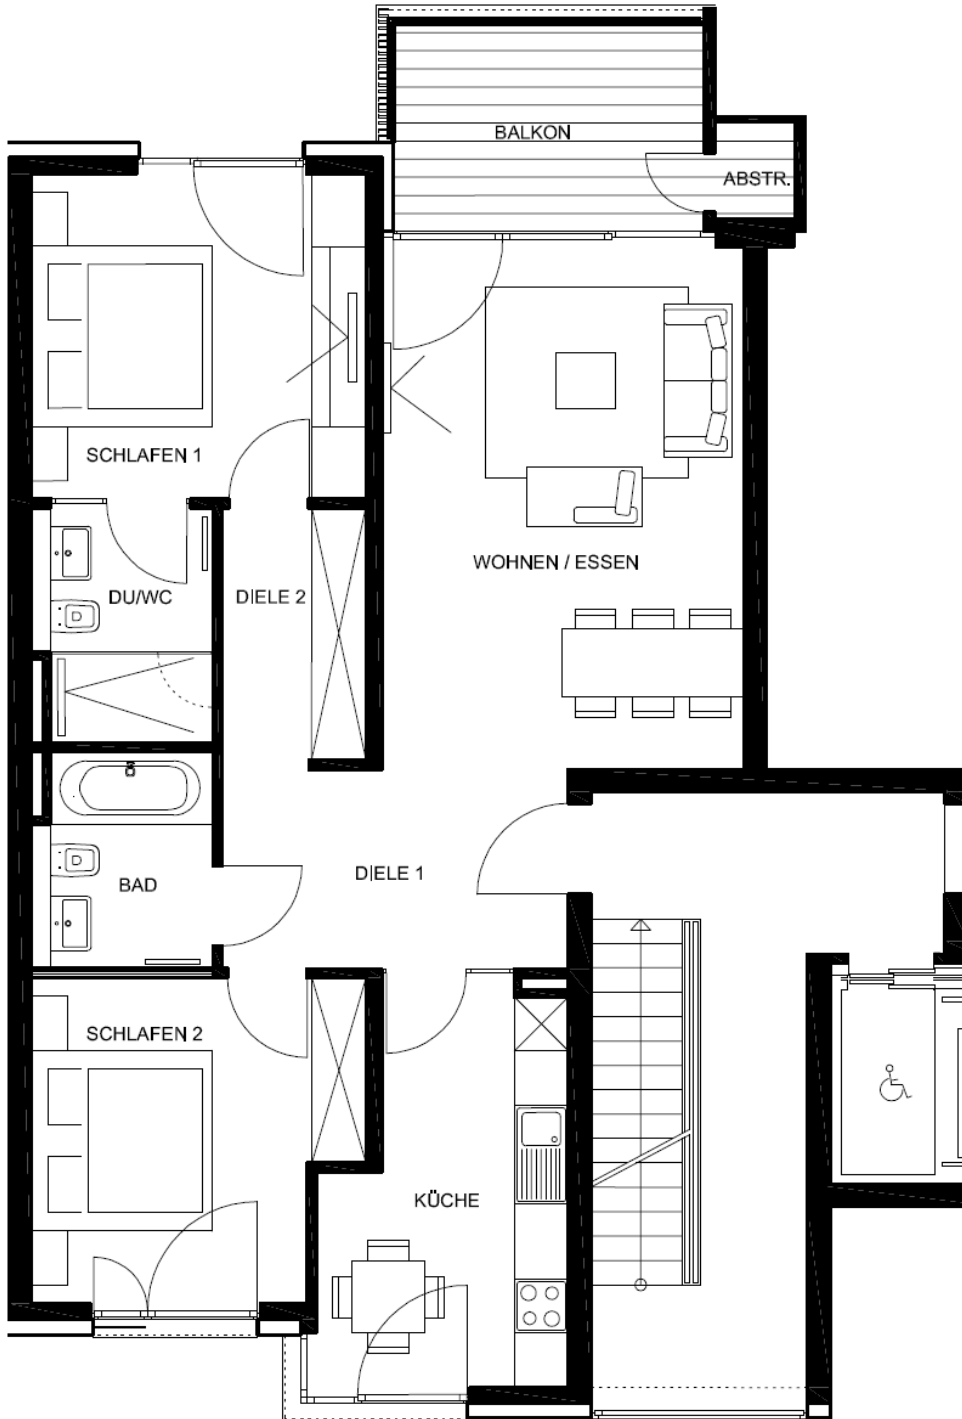 BALKON
ABSTR.
SCHLAFEN 1
WOHNEN / ESSEN
DU/WC
DIELE 2
DIELE 1
BAD
SCHLAFEN 2
KÜCHE